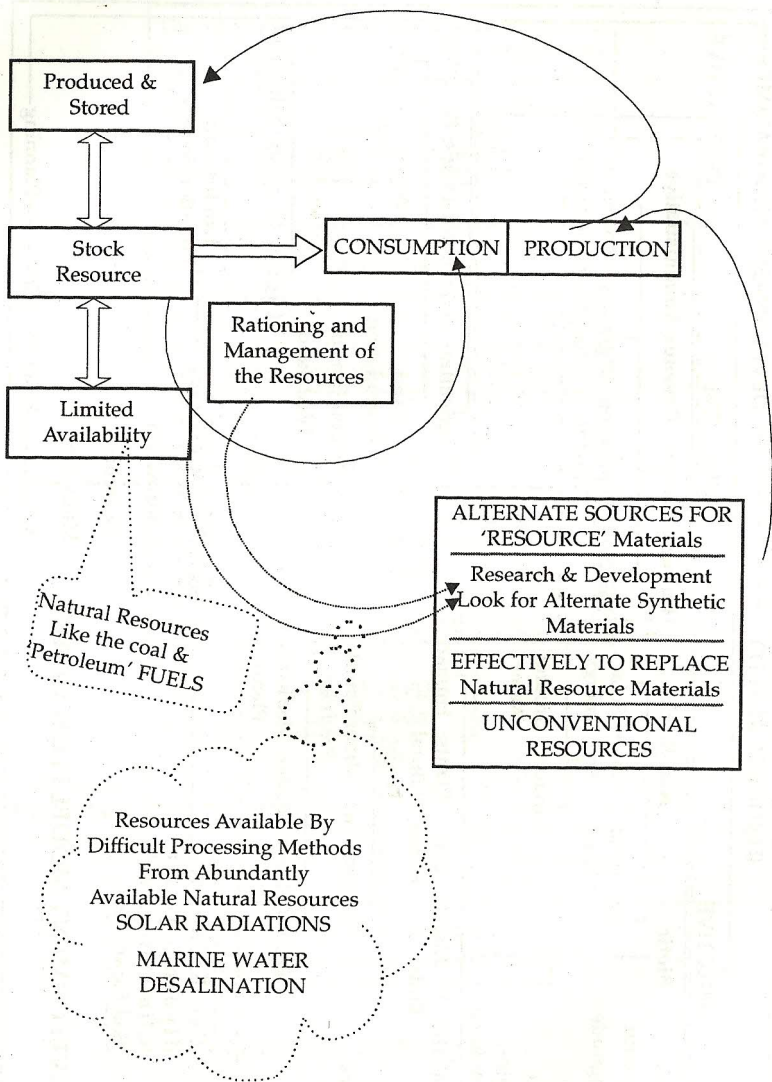 Produced &
Stored
Stock
Resource
CONSUMPTION
PRODUCTION
Rationing and
Management of
the Resources
Limited
Availability
ALTERNATE SOURCES FOR
'RESOURCE' Materials
Research & Development
Look for Alternate Synthetic
Materials
EFFECTIVELY TO REPLACE
Natural Resource Materials
UNCONVENTIONAL
RESOURCES
Natural Resources
Like the coal &
'Petroleum' FUELS
Resources Available By
Difficult Processing Methods
From Abundantly
Available Natural Resources
SOLAR RADIATIONS
MARINE WATER
DESALINATION